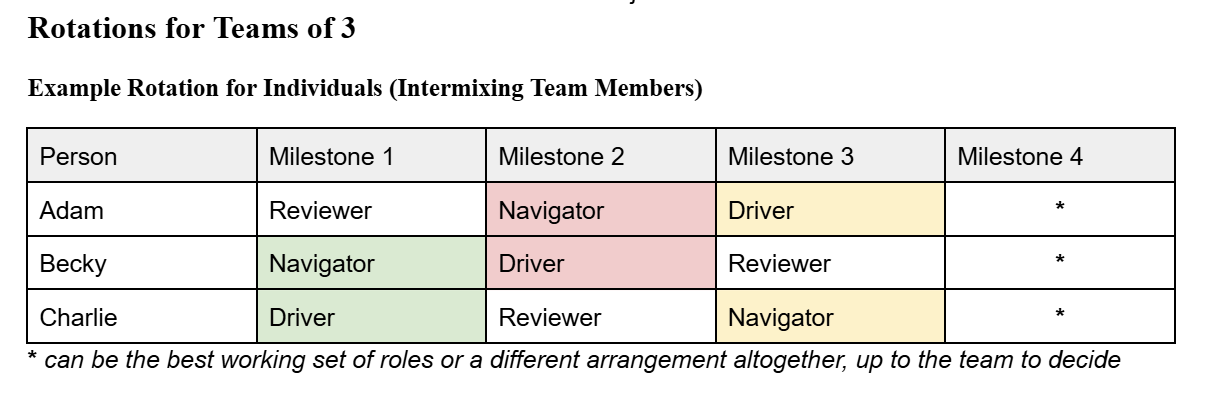 Rotations for Teams of 3
Example Rotation for Individuals (Intermixing Team Members)
Person Milestone 1 Milestone 2 Milestone 3 Milestone 4
Adam Reviewer Navigator Driver *
Becky Navigator Driver Reviewer *
Charlie Driver Reviewer Navigator *
* can be the best working set of roles or a different arrangement altogether, up to the team to decide